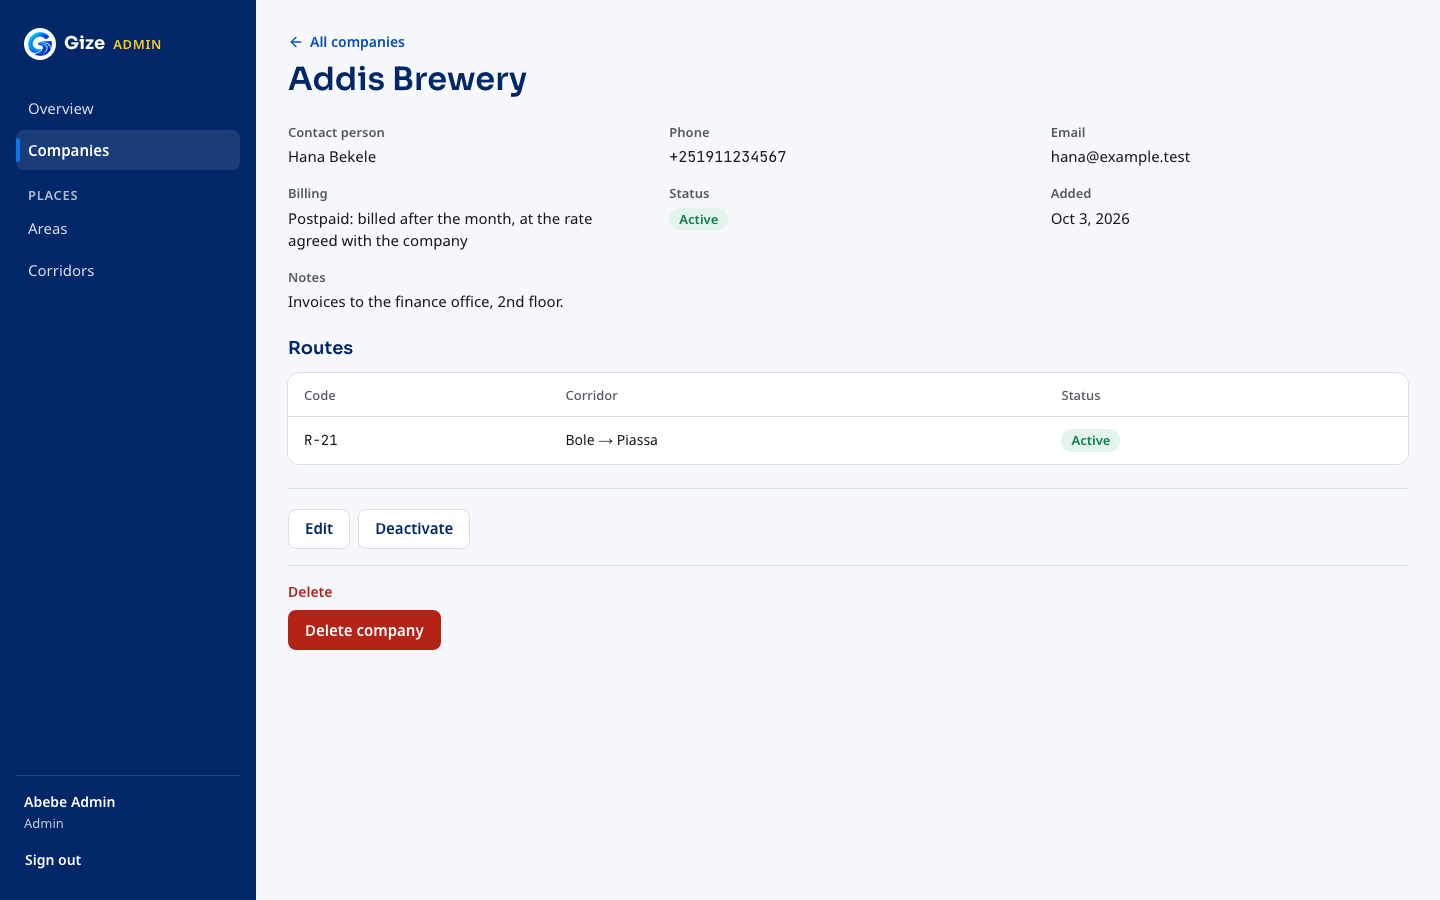 Gize ADMIN
Overview
Companies
PLACES
Areas
Corridors
Abebe Admin
Admin
Sign out
← All companies
Addis Brewery
Contact person
Hana Bekele
Phone
+251911234567
Email
hana@example.test
Billing
Postpaid: billed after the month, at the rate
agreed with the company
Status
Active
Added
Oct 3, 2026
Notes
Invoices to the finance office, 2nd floor.
Routes
Code Corridor Status
R-21 Bole → Piassa Active
Edit Deactivate
Delete
Delete company